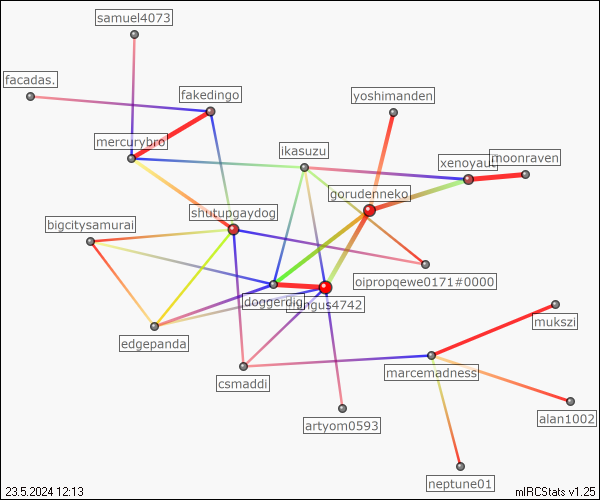 samuel4073
facadas.
fakedingo
yoshimanden
mercurybro
ikasuzu
xenoyaut
moonraven
gorudenneko
shutupgaydog
bigcitysamurai
oipropqewe0171#0000
doggerdig
mukszi
edgepanda
marcemadness
csmaddi
artyom0593
alan1002
neptune01
23.5.2024 12:13
mIRCStats v1.25